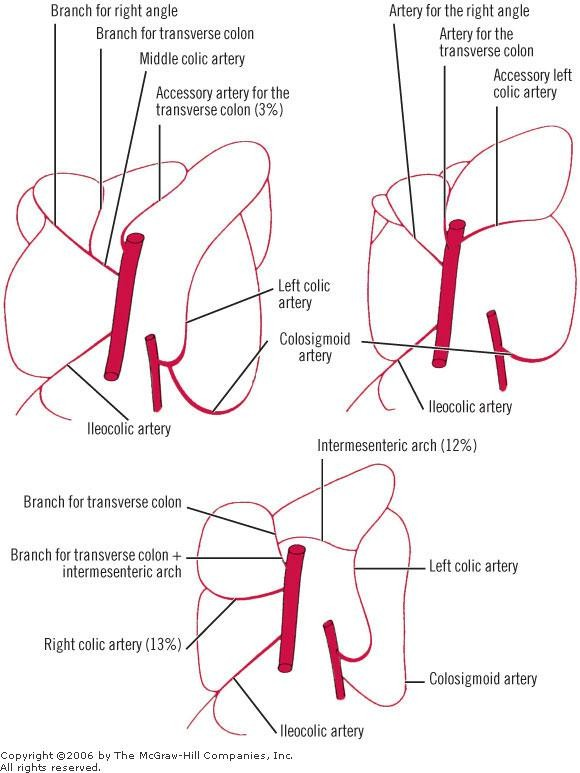 Branch for right angle
Branch for transverse colon
Middle colic artery
Accessory artery for the
transverse colon (3%)
Left colic
artery
Colosigmoid
artery
Ileocolic artery
Artery for the right angle
Artery for the
transverse colon
Accessory left
colic artery
Ileocolic artery
Intermesenteric arch (12%)
Branch for transverse colon
Branch for transverse colon +
intermesenteric arch
Left colic artery
Right colic artery (13%)
Colosigmoid artery
Ileocolic artery
Copyright ©2006 by The McGraw-Hill Companies, Inc.
All rights reserved.